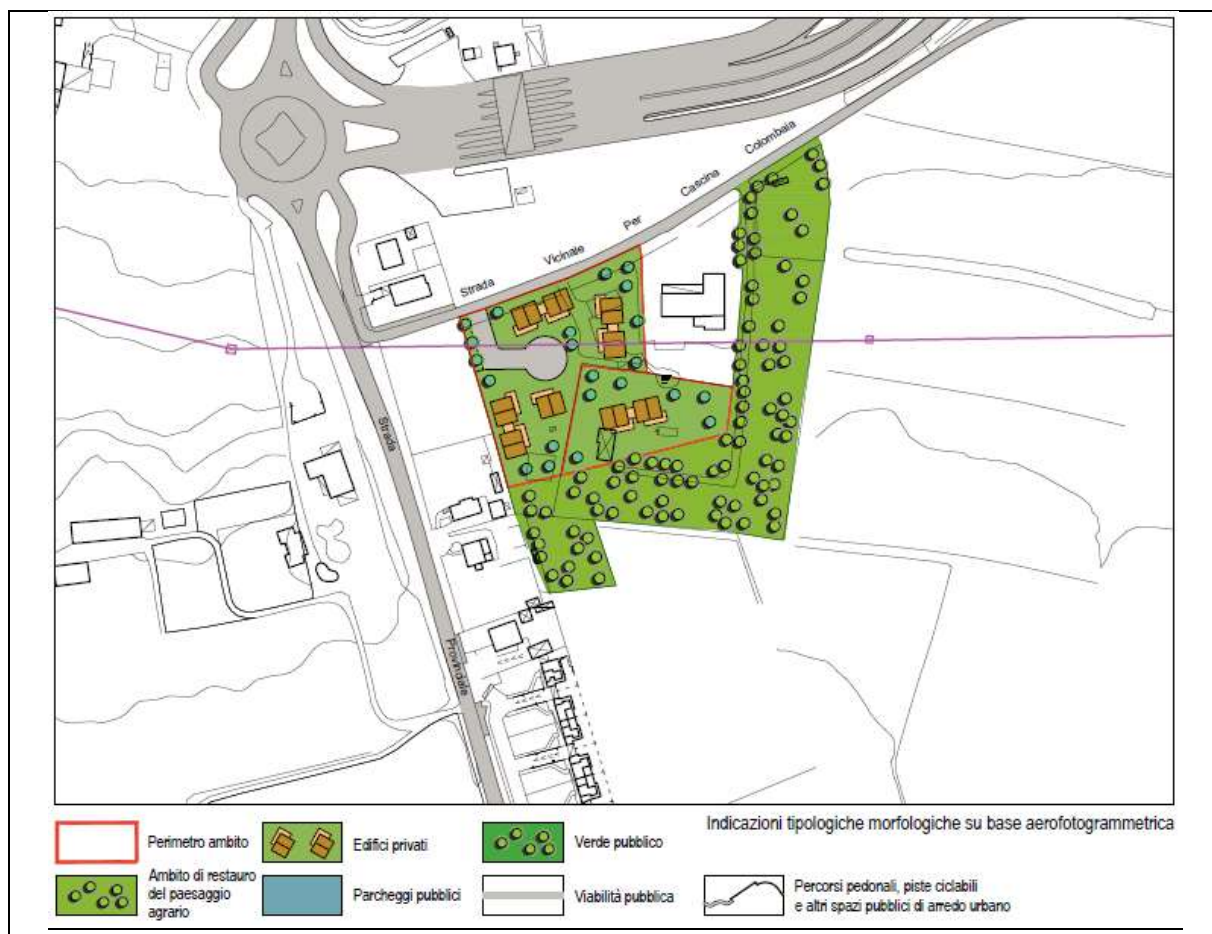 Colombaia
Cascina
Per
Vicinale
Strada
Strada
Provinciale
Indicazioni tipologiche morfologiche su base aerofotogrammetrica
Perimetro ambito
Edifici privati
Verde pubblico
Ambito di restauro
del paesaggio
agrario
Parcheggi pubblici
Viabilità pubblica
Percorsi pedonali, piste ciclabili
e altri spazi pubblici di arredo urbano